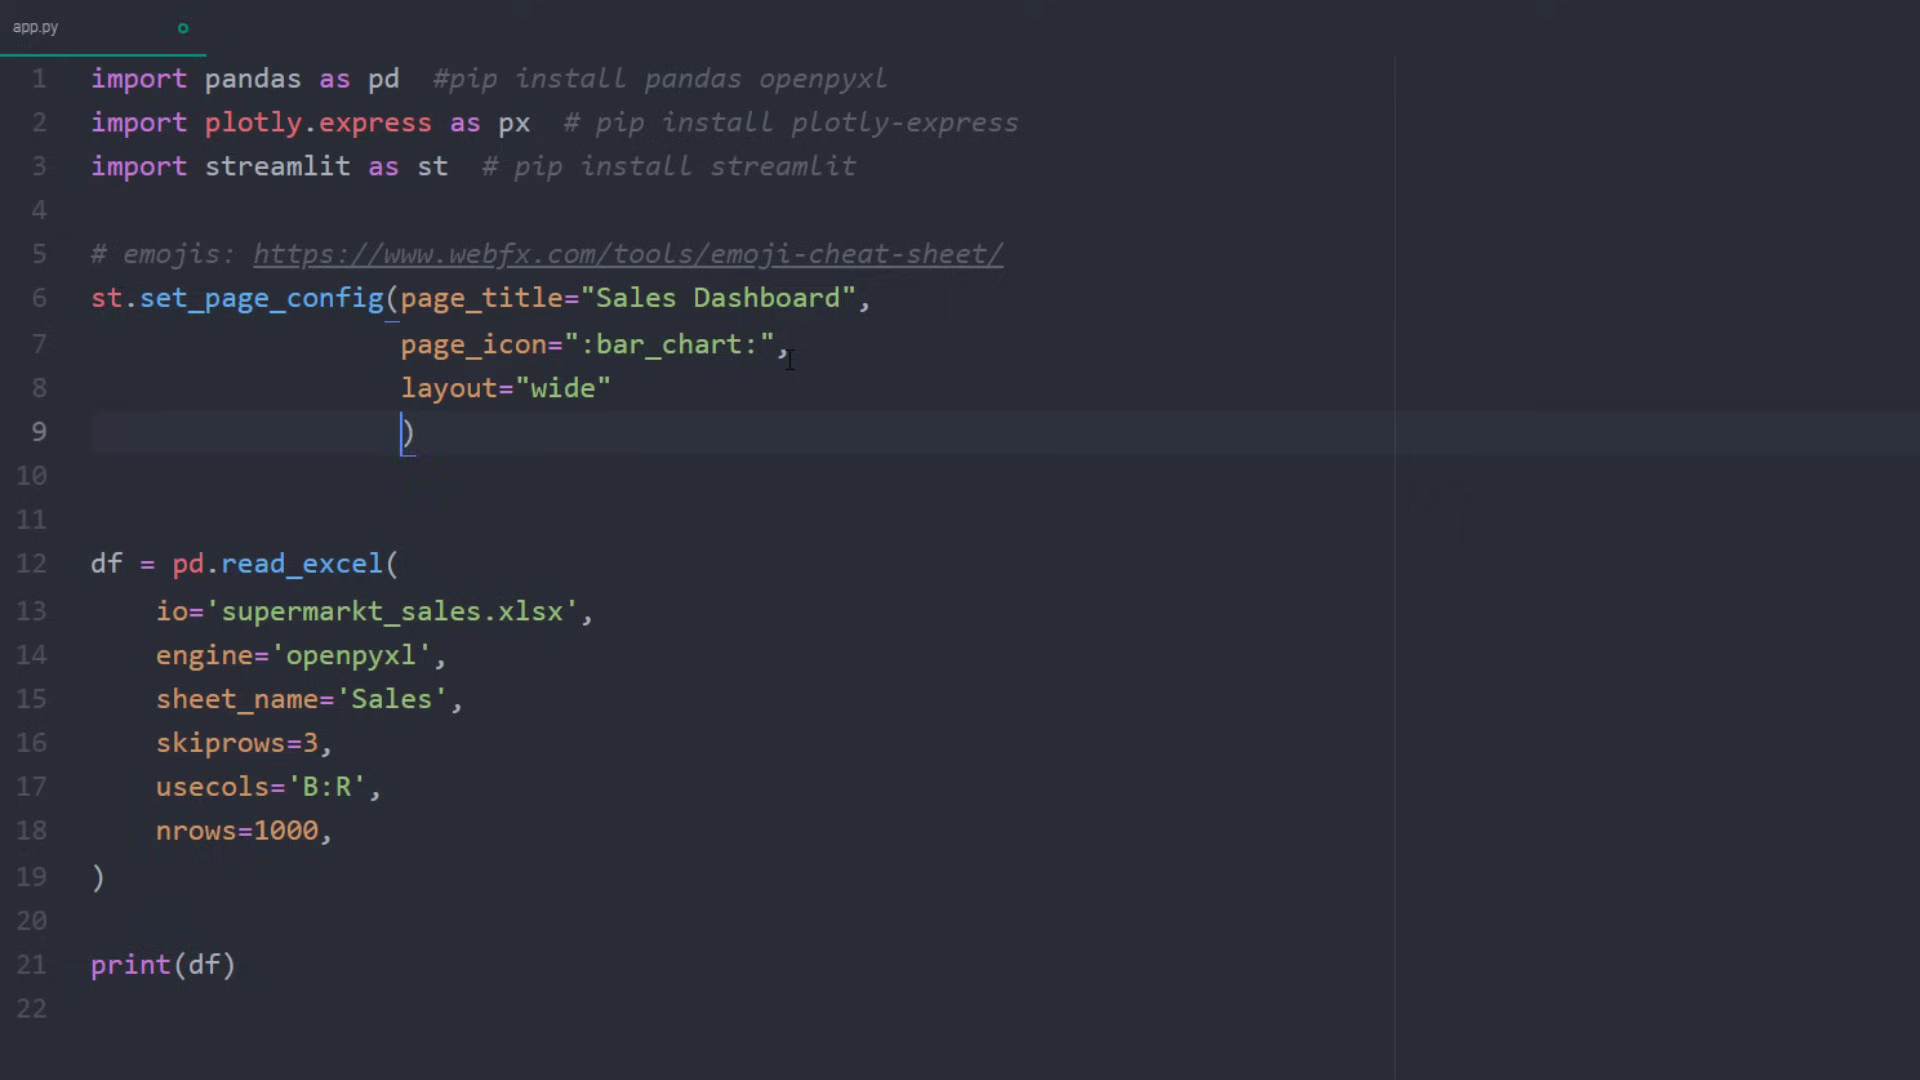 app.py
1 import pandas as pd  #pip install pandas openpyxl
2 import plotly.express as px  # pip install plotly-express
3 import streamlit as st  # pip install streamlit
4
5 # emojis: https://www.webfx.com/tools/emoji-cheat-sheet/
6 st.set_page_config(page_title="Sales Dashboard",
7                    page_icon=":bar_chart:",
8                    layout="wide"
9                    )
10
11
12 df = pd.read_excel(
13     io='supermarkt_sales.xlsx',
14     engine='openpyxl',
15     sheet_name='Sales',
16     skiprows=3,
17     usecols='B:R',
18     nrows=1000,
19 )
20
21 print(df)
22